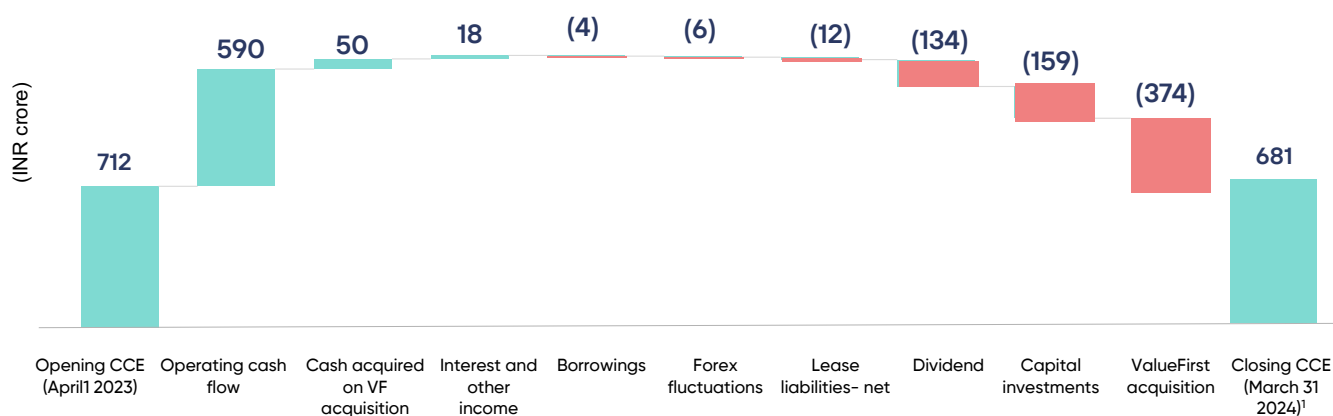 (INR crore)
712
590
50
18
(4)
(6)
(12)
(134)
(159)
(374)
681
Opening CCE
(April1 2023)
Operating cash
flow
Cash acquired
on VF
acquisition
Interest and
other
income
Borrowings
Forex
fluctuations
Lease
liabilities- net
Dividend
Capital
investments
ValueFirst
acquisition
Closing CCE
(March 31
2024)¹